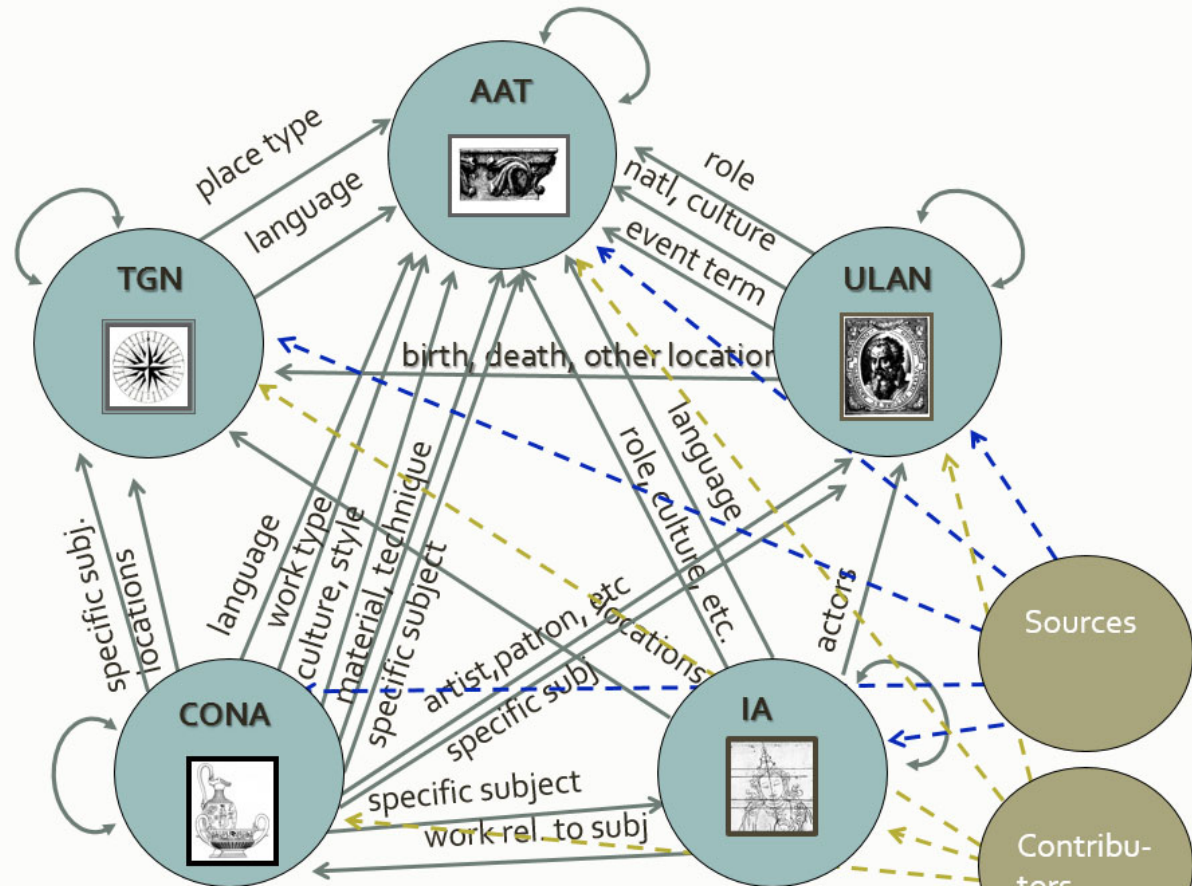 AAT
place type
language
role
natl, culture
event term
TGN
ULAN
birth, death, other location
language
role, culture, etc.
specific subj.
locations
language
work type
culture, style
material, technique
specific subject
artist,patron, etc
specific subj
locations
actors
Sources
CONA
IA
specific subject
work rel. to subj
Contribu-
tors